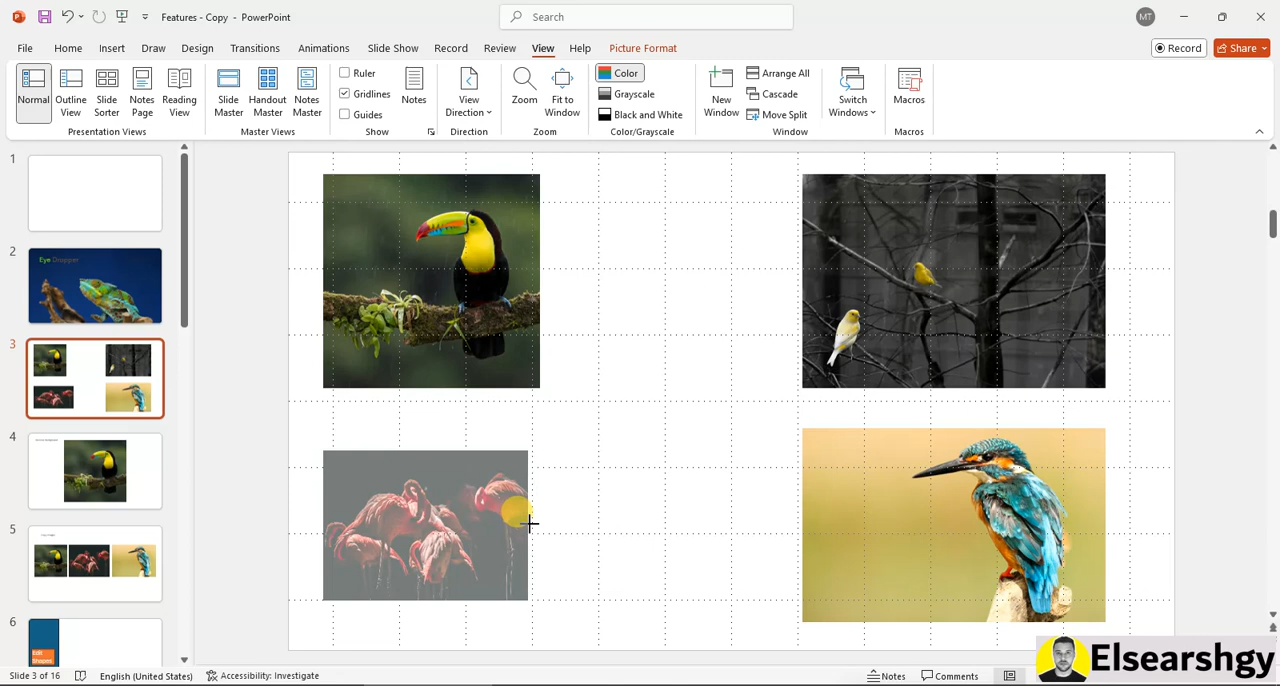 Features - Copy - PowerPoint
Search
MT
File Home Insert Draw Design Transitions Animations Slide Show Record Review View Help Picture Format
Record
Share
Normal
Outline View
Slide Sorter
Notes Page
Reading View
Presentation Views
Slide Master
Handout Master
Notes Master
Master Views
Ruler
Gridlines
Guides
Notes
Show
View Direction
Direction
Zoom
Fit to Window
Zoom
Color
Grayscale
Black and White
Color/Grayscale
New Window
Arrange All
Cascade
Move Split
Switch Windows
Window
Macros
Macros
1
2
Eye Dropper
3
4
5
6
Edit
Shapes
Slide 3 of 16
English (United States)
Accessibility: Investigate
Notes
Comments
Elsearshgy